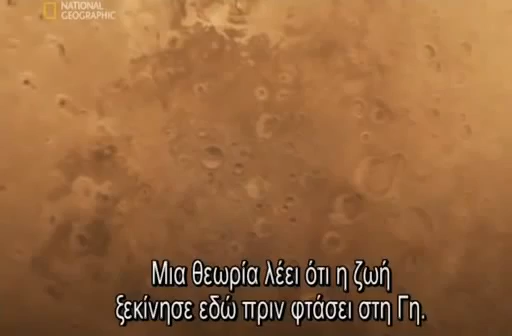 NATIONAL
GEOGRAPHIC
Μια θεωρία λέει ότι η ζωή
ξεκίνησε εδώ πριν φτάσει στη Γη.